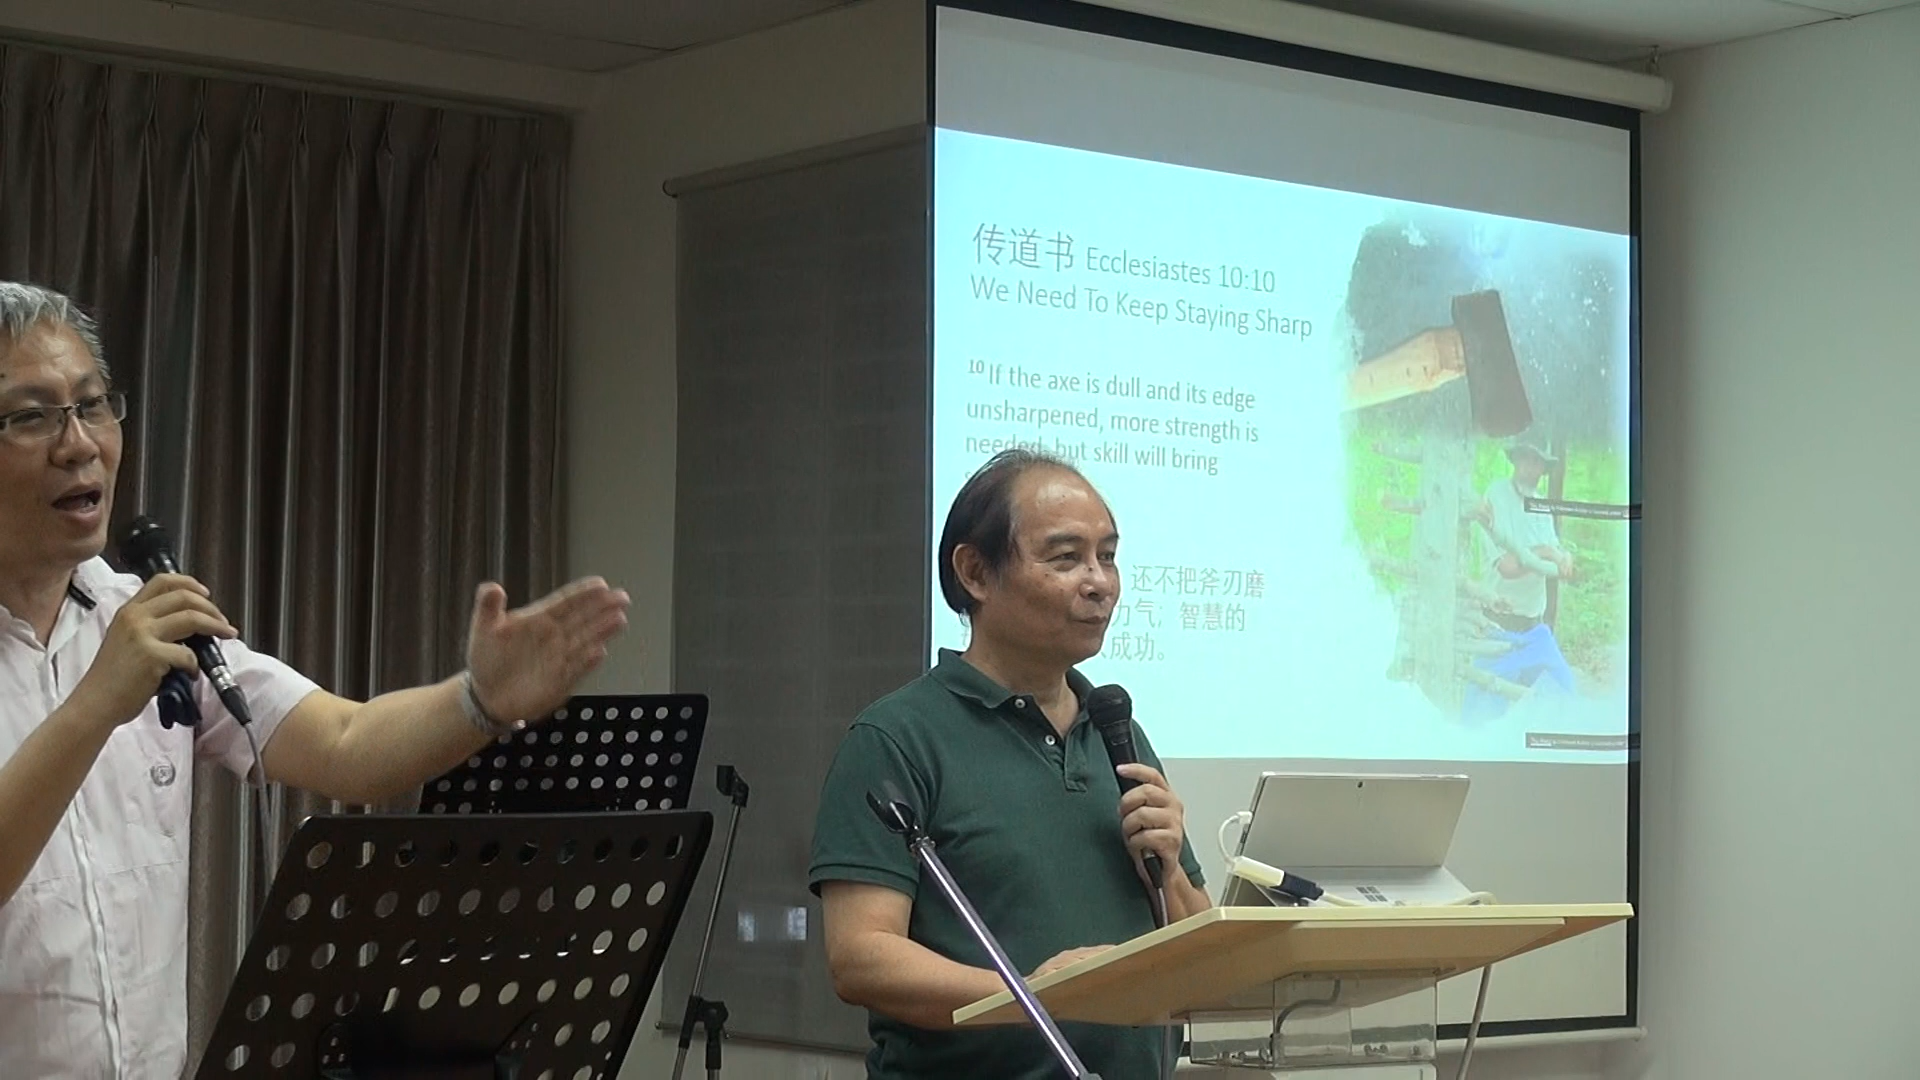 传道书 Ecclesiastes 10:10
We Need To Keep Staying Sharp
10 If the axe is dull and its edge
unsharpened, more strength is
needed, but skill will bring
还不把斧刃磨
力气; 智慧的
人成功。